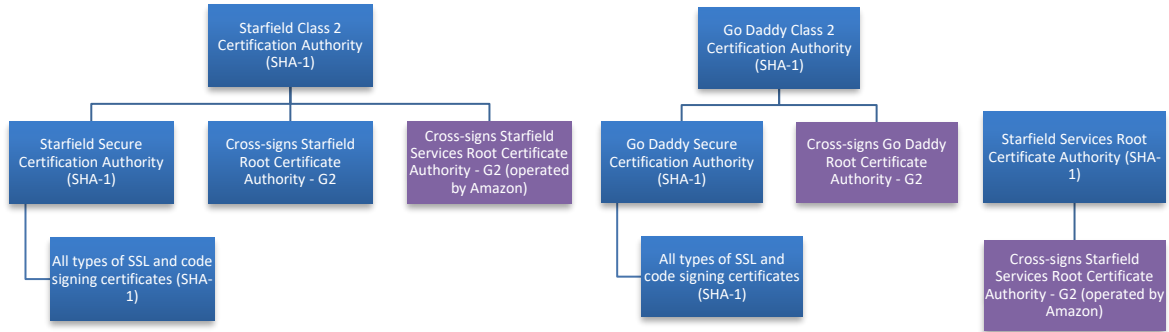 Starfield Class 2
Certification Authority
(SHA-1)
Go Daddy Class 2
Certification Authority
(SHA-1)
Starfield Secure
Certification Authority
(SHA-1)
Cross-signs Starfield
Root Certificate
Authority - G2
Cross-signs Starfield
Services Root Certificate
Authority - G2 (operated
by Amazon)
Go Daddy Secure
Certification Authority
(SHA-1)
Cross-signs Go Daddy
Root Certificate
Authority - G2
Starfield Services Root
Certificate Authority (SHA-
1)
All types of SSL and code
signing certificates (SHA-
1)
All types of SSL and
code signing certificates
(SHA-1)
Cross-signs Starfield
Services Root Certificate
Authority - G2 (operated by
Amazon)